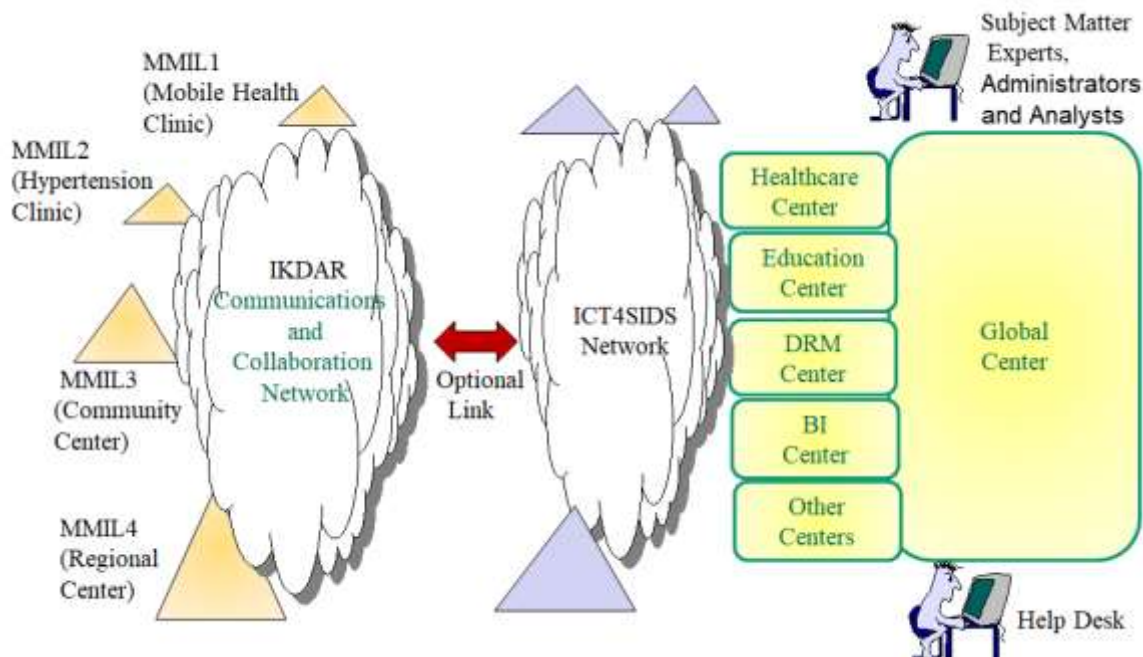 MMIL1
(Mobile Health
Clinic)
MMIL2
(Hypertension
Clinic)
MMIL3
(Community
Center)
MMIL4
(Regional
Center)
IKDAR
Communications
and
Collaboration
Network
Optional
Link
ICT4SIDS
Network
Healthcare
Center
Education
Center
DRM
Center
BI
Center
Other
Centers
Global
Center
Subject Matter
Experts,
Administrators
and Analysts
Help Desk